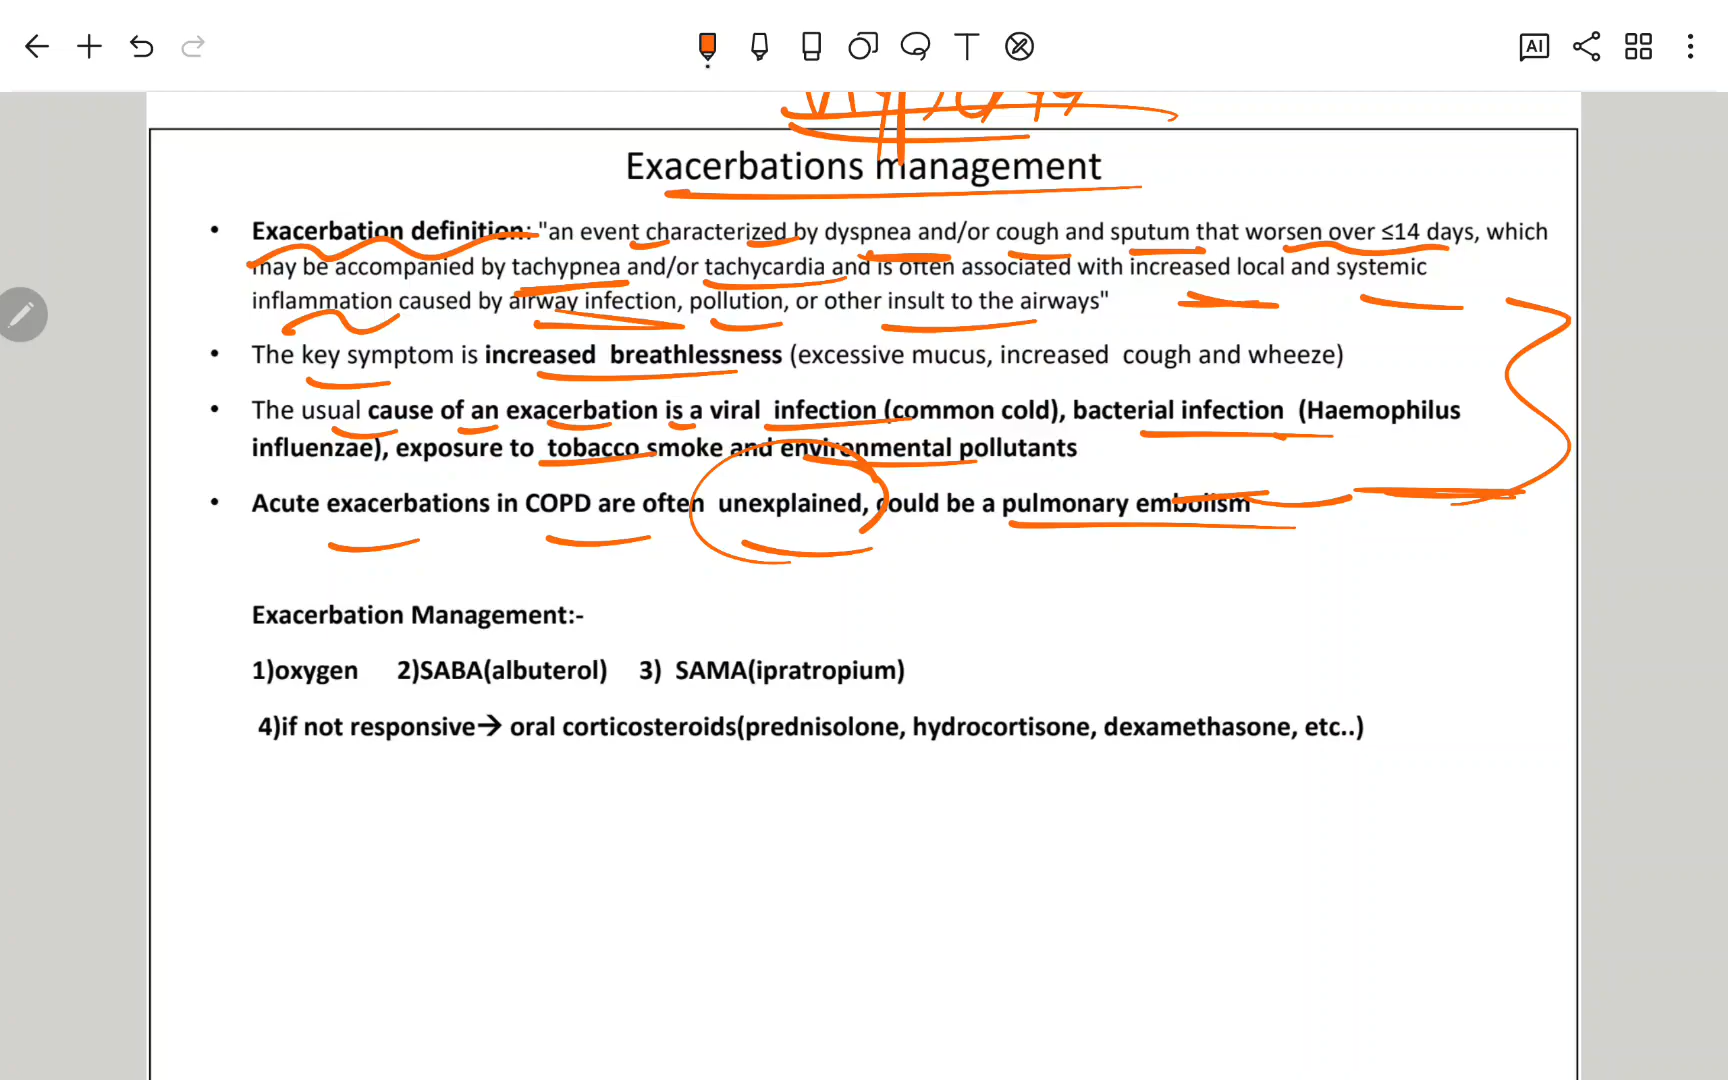 AI
T
Exacerbations management
• Exacerbation definition: "an event characterized by dyspnea and/or cough and sputum that worsen over ≤14 days, which
may be accompanied by tachypnea and/or tachycardia and is often associated with increased local and systemic
inflammation caused by airway infection, pollution, or other insult to the airways"
• The key symptom is increased breathlessness (excessive mucus, increased cough and wheeze)
• The usual cause of an exacerbation is a viral infection (common cold), bacterial infection (Haemophilus
influenzae), exposure to tobacco smoke and environmental pollutants
• Acute exacerbations in COPD are often unexplained, could be a pulmonary embolism
Exacerbation Management:-
1)oxygen 2)SABA(albuterol) 3) SAMA(ipratropium)
4)if not responsive→ oral corticosteroids(prednisolone, hydrocortisone, dexamethasone, etc..)